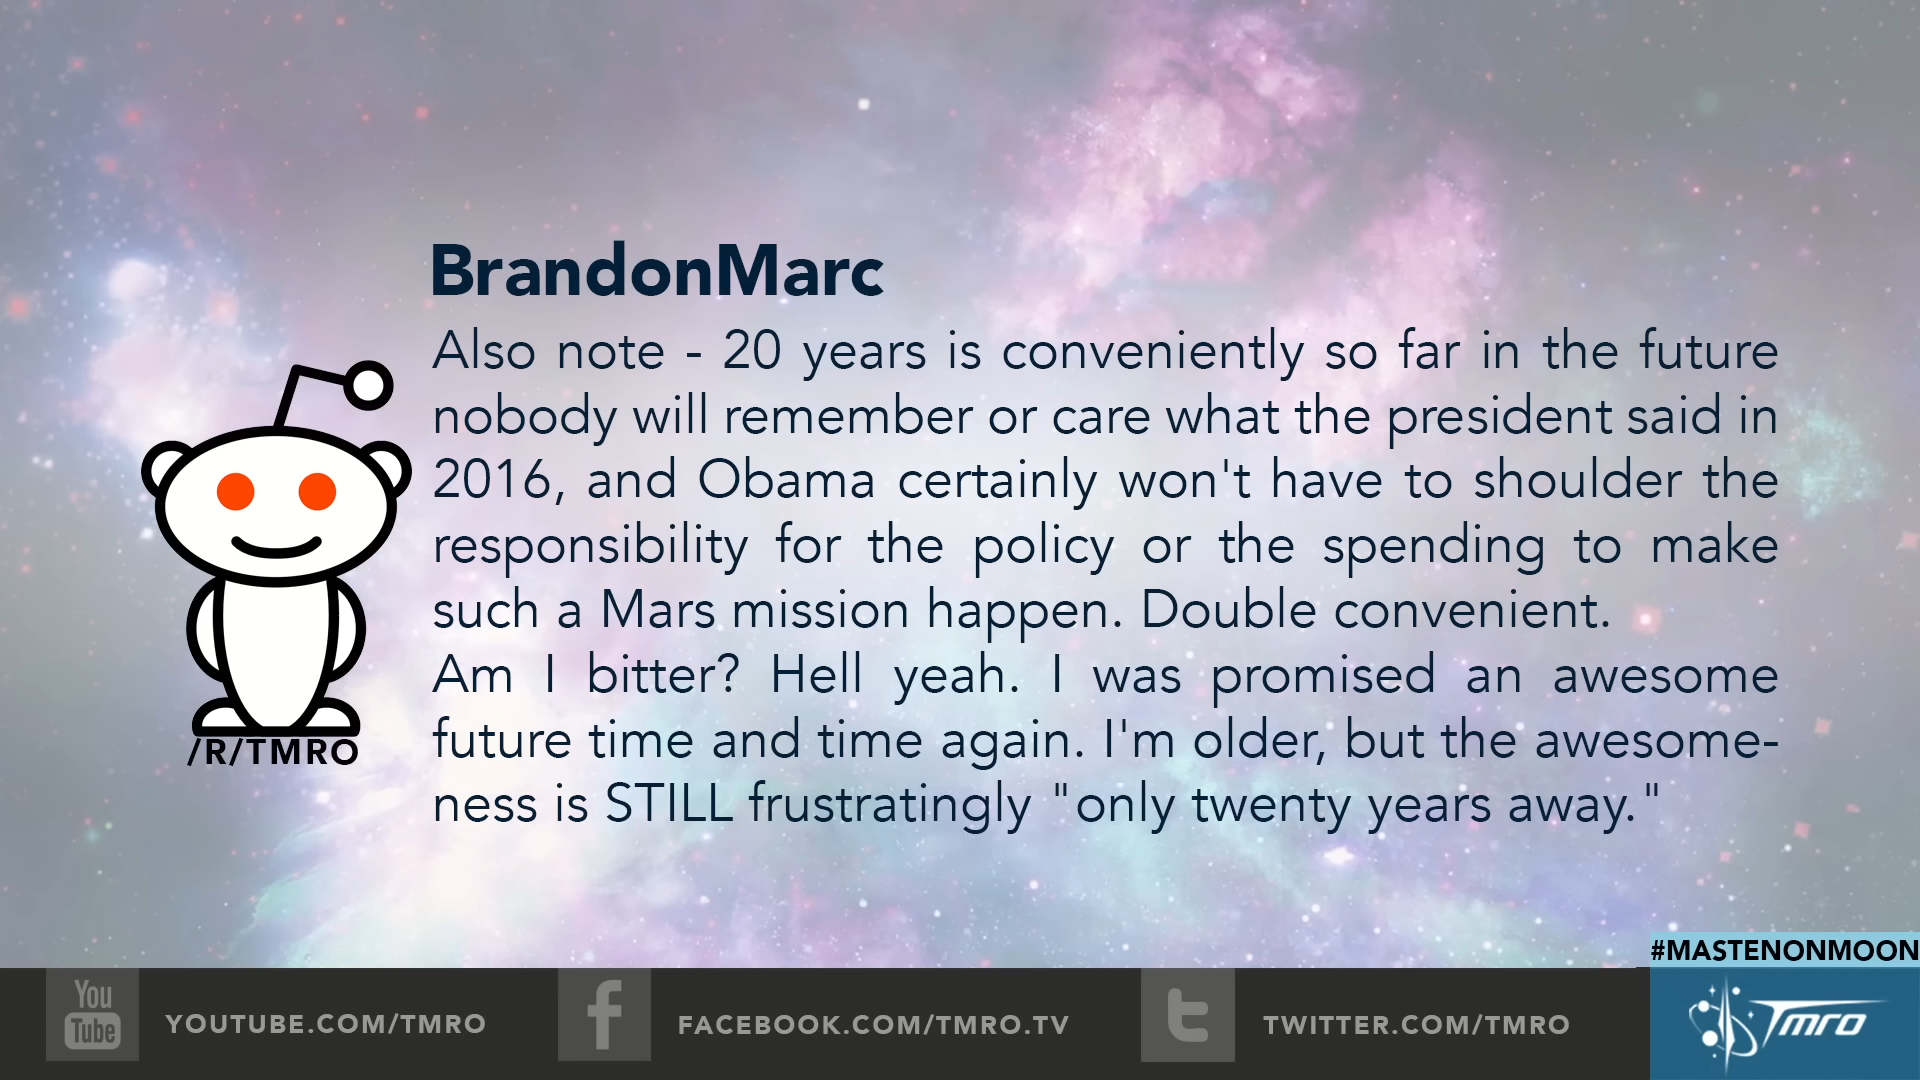 BrandonMarc
Also note - 20 years is conveniently so far in the future
nobody will remember or care what the president said in
2016, and Obama certainly won't have to shoulder the
responsibility for the policy or the spending to make
such a Mars mission happen. Double convenient.
Am I bitter? Hell yeah. I was promised an awesome
future time and time again. I'm older, but the awesome-
ness is STILL frustratingly "only twenty years away."
/R/TMRO
#MASTENONMOON
You
Tube
YOUTUBE.COM/TMRO
f
FACEBOOK.COM/TMRO.TV
t
TWITTER.COM/TMRO
Tmro